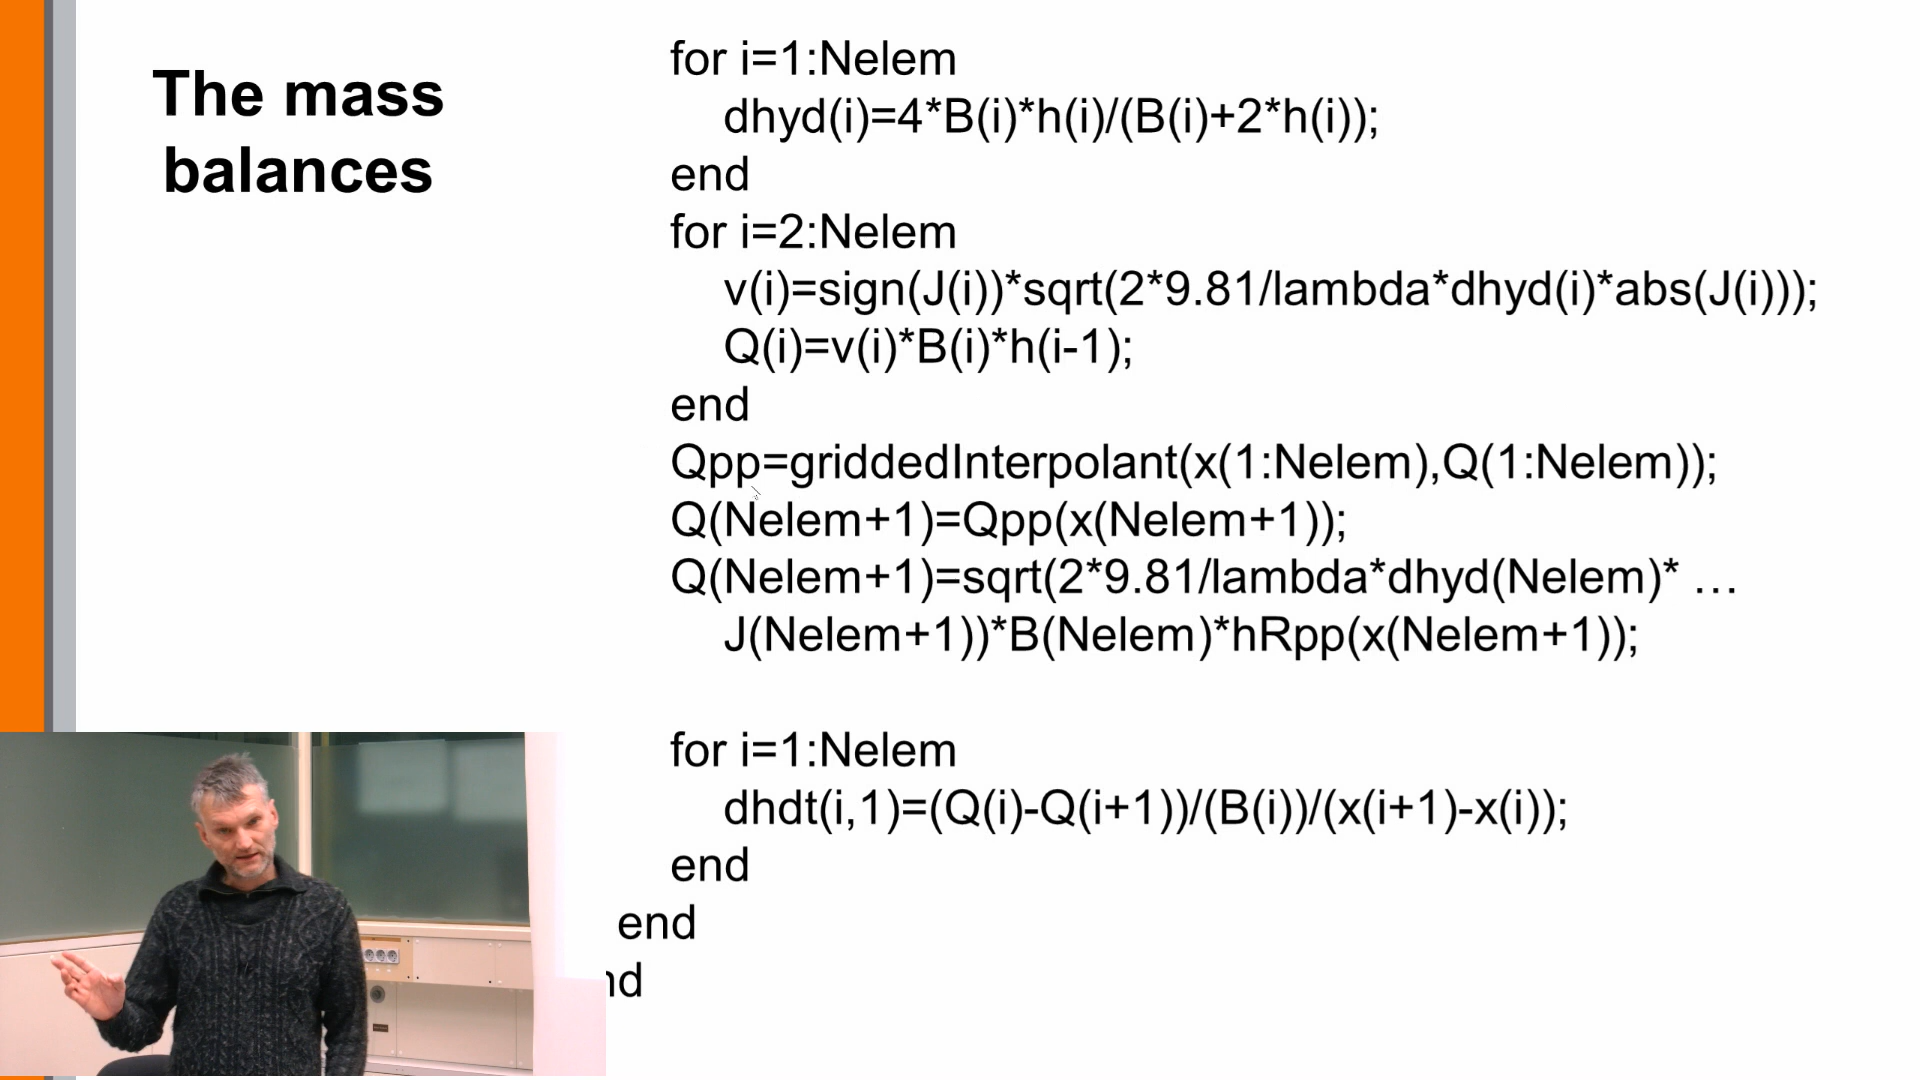 The mass
balances
for i=1:Nelem
dhyd(i)=4*B(i)*h(i)/(B(i)+2*h(i));
end
for i=2:Nelem
v(i)=sign(J(i))*sqrt(2*9.81/lambda*dhyd(i)*abs(J(i)));
Q(i)=v(i)*B(i)*h(i-1);
end
Qpp=griddedInterpolant(x(1:Nelem),Q(1:Nelem));
Q(Nelem+1)=Qpp(x(Nelem+1));
Q(Nelem+1)=sqrt(2*9.81/lambda*dhyd(Nelem)* …
J(Nelem+1))*B(Nelem)*hRpp(x(Nelem+1));
for i=1:Nelem
dhdt(i,1)=(Q(i)-Q(i+1))/(B(i))/(x(i+1)-x(i));
end
end
nd